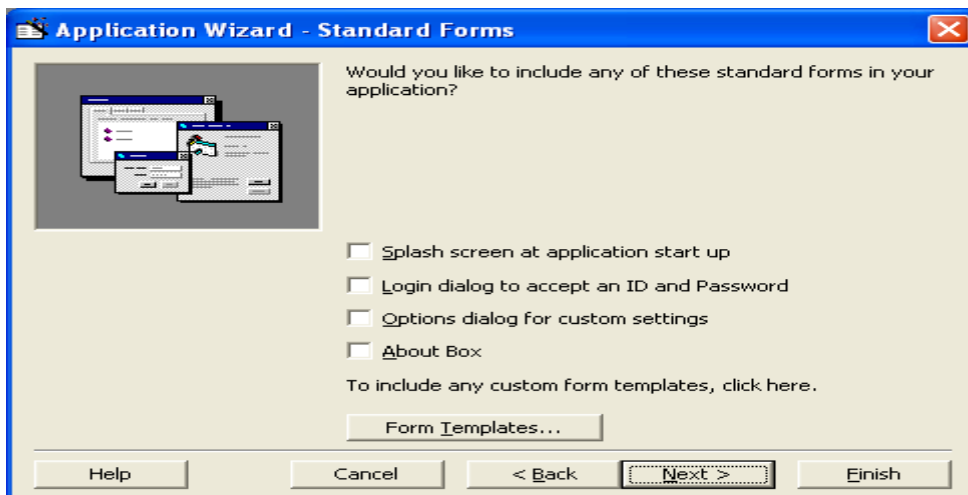 Application Wizard - Standard Forms
Would you like to include any of these standard forms in your
application?
Splash screen at application start up
Login dialog to accept an ID and Password
Options dialog for custom settings
About Box
To include any custom form templates, click here.
Form Templates...
Help
Cancel
< Back
Next >
Finish